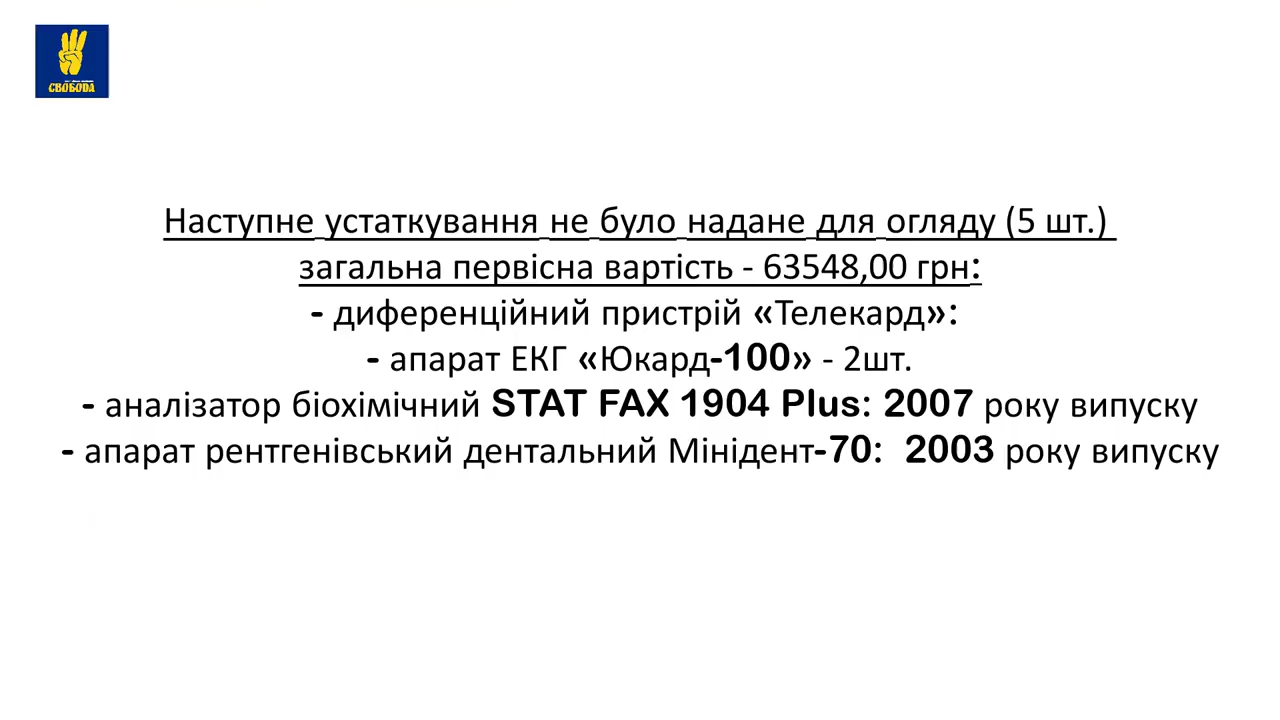 СВОБОДА
Наступне устаткування не було надане для огляду (5 шт.)
загальна первісна вартість - 63548,00 грн:
- диференційний пристрій «Телекард»:
- апарат ЕКГ «Юкард-100» - 2шт.
- аналізатор біохімічний STAT FAX 1904 Plus: 2007 року випуску
- апарат рентгенівський дентальний Мінідент-70: 2003 року випуску